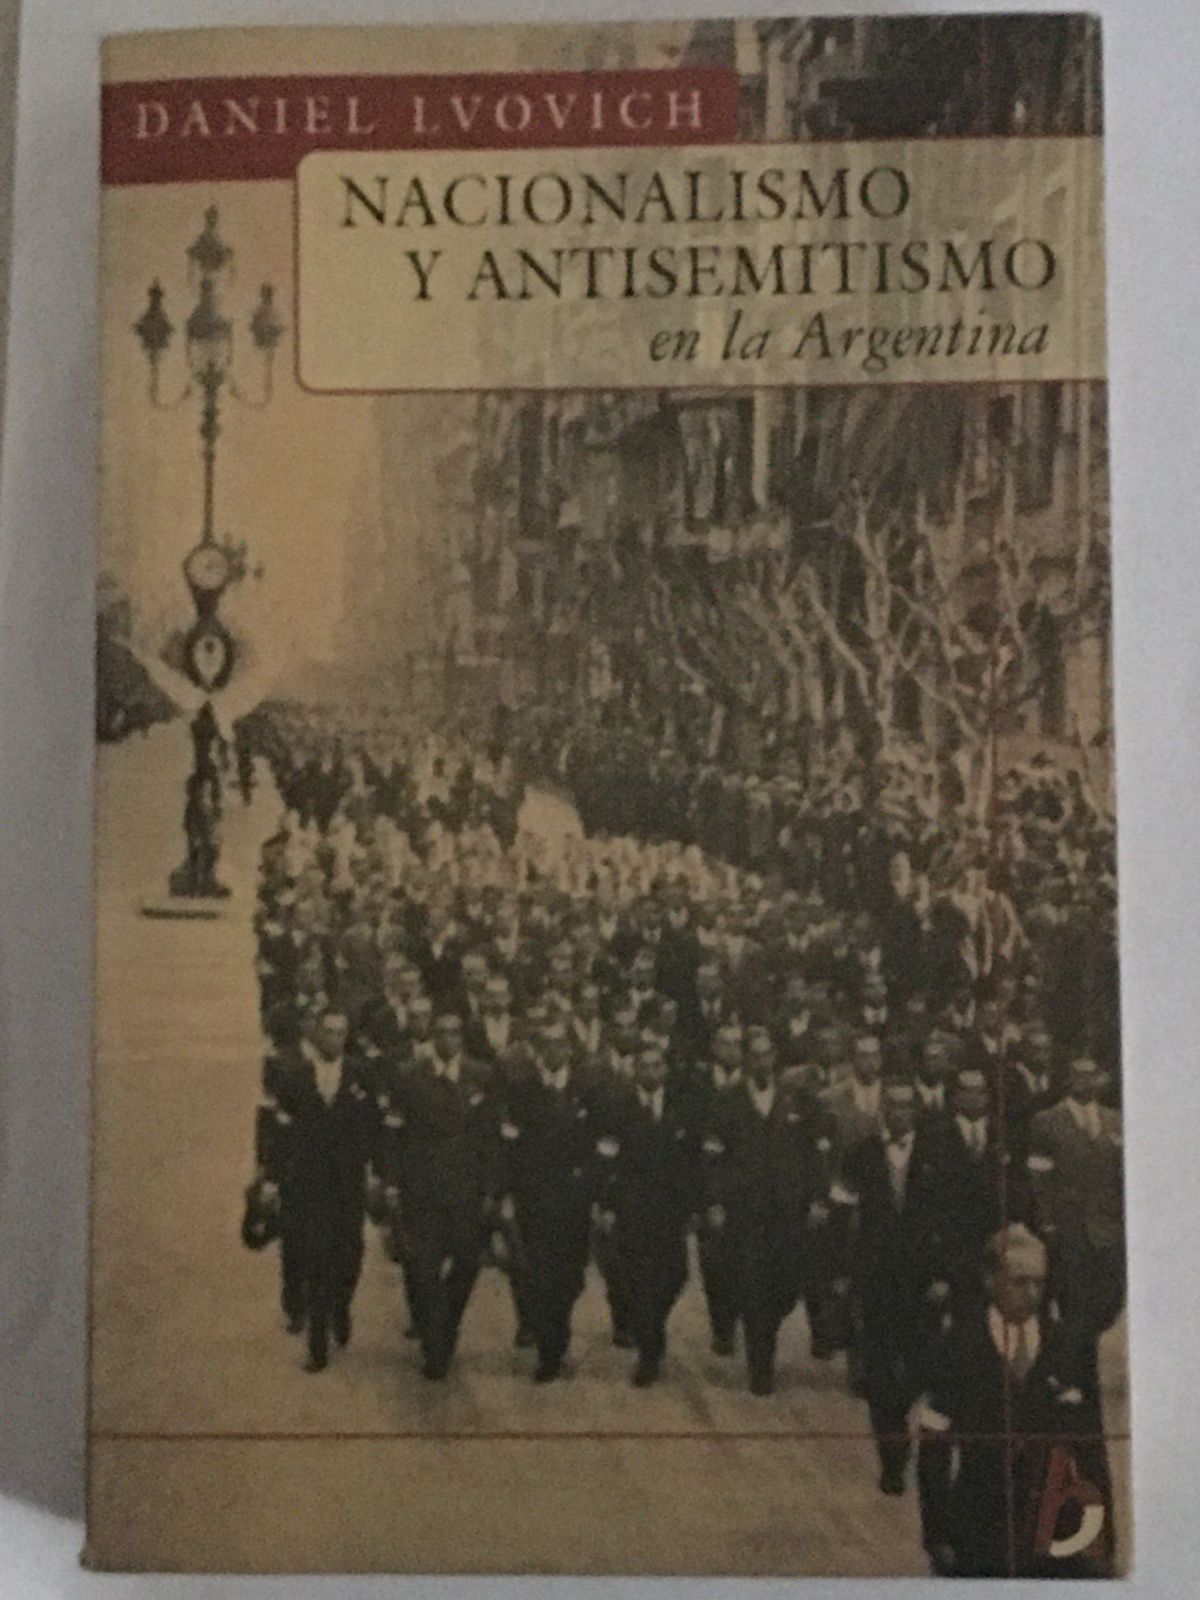 DANIEL LVOVICH
NACIONALISMO
Y ANTISEMITISMO
en la Argentina
b